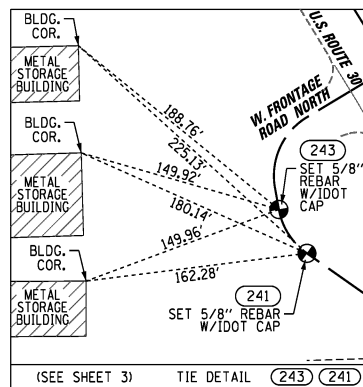 BLDG.
COR.
METAL
STORAGE
BUILDING
BLDG.
COR.
METAL
STORAGE
BUILDING
BLDG.
COR.
METAL
STORAGE
BUILDING
188.76'
225.13'
149.92'
180.14'
149.96'
162.28'
U.S. ROUTE 30
W. FRONTAGE
ROAD NORTH
243
SET 5/8" REBAR
W/IDOT CAP
241
SET 5/8" REBAR
W/IDOT CAP
(SEE SHEET 3) TIE DETAIL 243 241